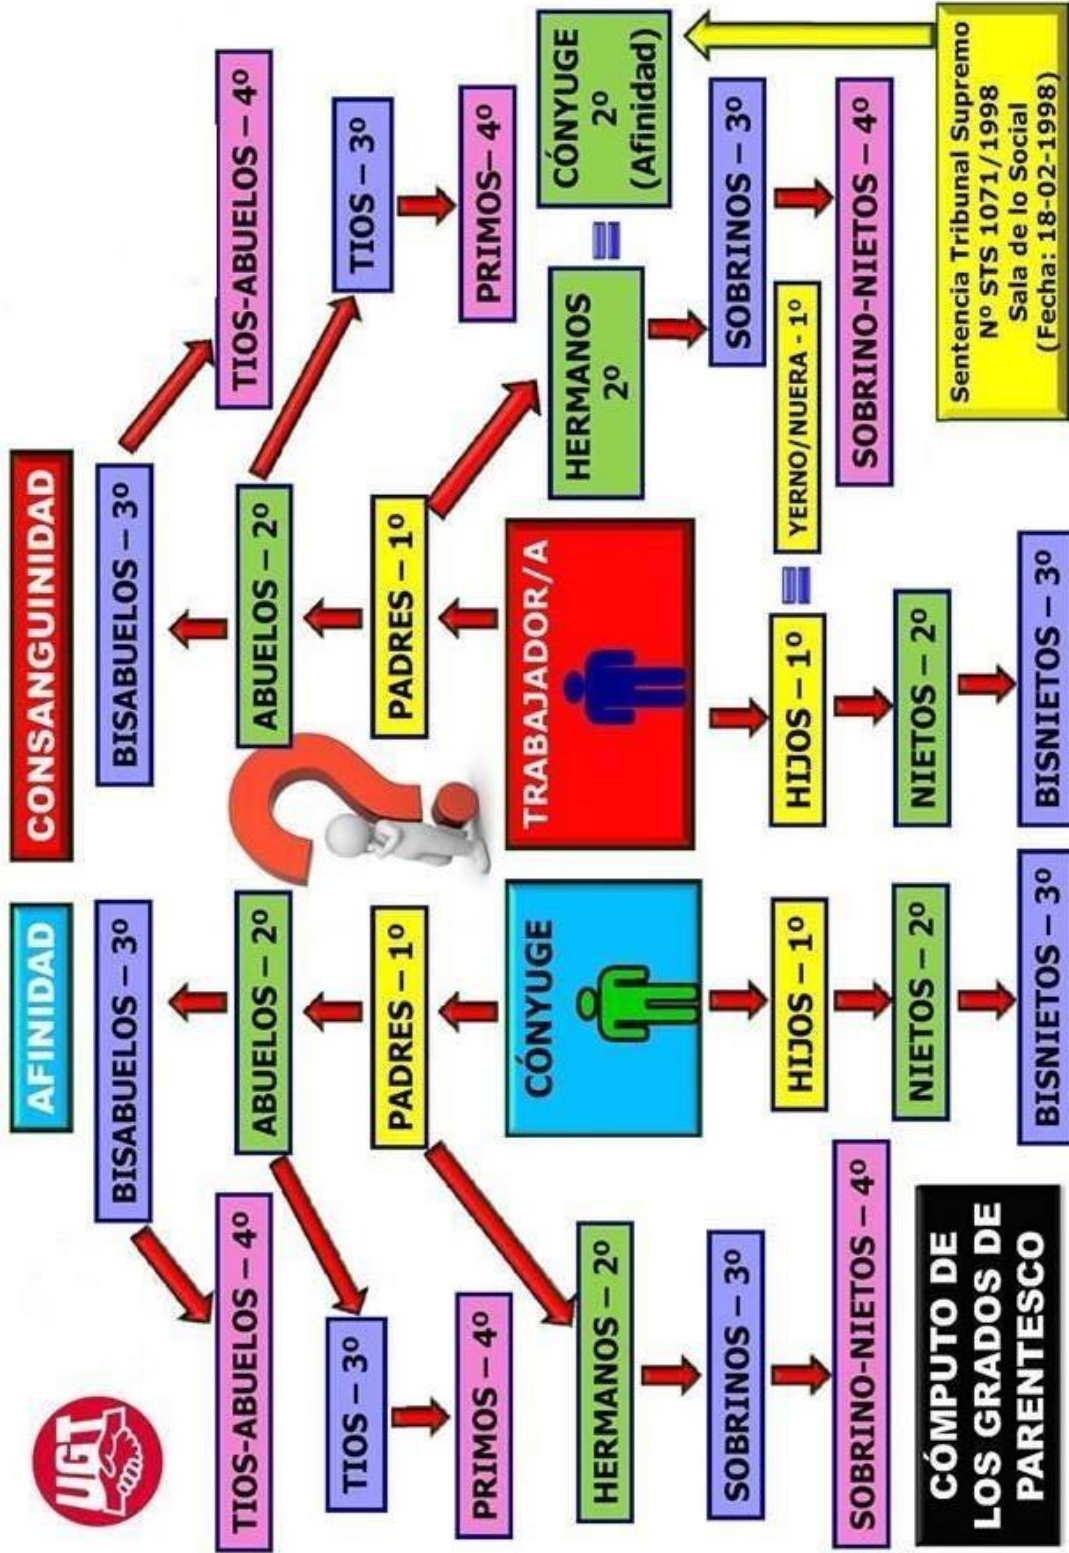 UGT
AFINIDAD
CONSANGUINIDAD
BISABUELOS – 3º
BISABUELOS – 3º
TIOS-ABUELOS – 4º
ABUELOS – 2º
ABUELOS – 2º
TIOS-ABUELOS – 4º
TIOS – 3º
PADRES – 1º
PADRES – 1º
TIOS – 3º
PRIMOS – 4º
PRIMOS– 4º
HERMANOS – 2º
CÓNYUGE
TRABAJADOR/A
HERMANOS
2º
CÓNYUGE
2º
(Afinidad)
SOBRINOS – 3º
HIJOS – 1º
HIJOS – 1º
YERNO/NUERA - 1º
SOBRINOS – 3º
SOBRINO-NIETOS – 4º
NIETOS – 2º
NIETOS – 2º
SOBRINO-NIETOS – 4º
CÓMPUTO DE
LOS GRADOS DE
PARENTESCO
BISNIETOS – 3º
BISNIETOS – 3º
Sentencia Tribunal Supremo
Nº STS 1071/1998
Sala de lo Social
(Fecha: 18-02-1998)